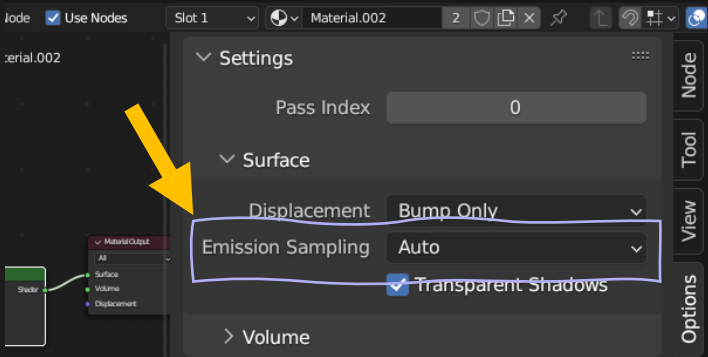 Node Use Nodes Slot 1 Material.002 2
terial.002
Settings
Pass Index 0
Surface
Displacement Bump Only
Emission Sampling Auto
Transparent Shadows
Volume
Material Output
All
Surface
Volume
Displacement
Shader
Node
Tool
View
Options